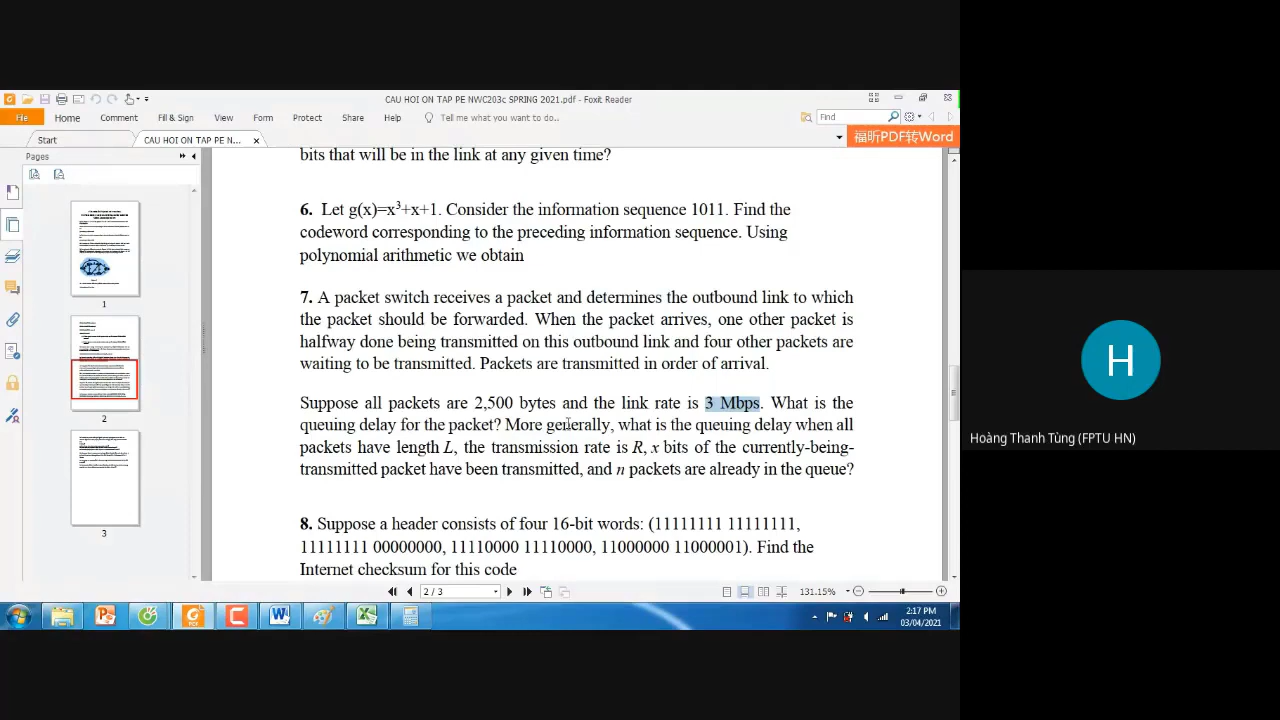 CAU HOI ON TAP PE NWC203c SPRING 2021.pdf - Foxit Reader
File Home Comment Fill & Sign View Form Protect Share Help Tell me what you want to do.. Find
福昕PDF转Word
Start CAU HOI ON TAP PE N...
Pages
1
2
3
bits that will be in the link at any given time?
6. Let g(x)=x³+x+1. Consider the information sequence 1011. Find the
codeword corresponding to the preceding information sequence. Using
polynomial arithmetic we obtain
7. A packet switch receives a packet and determines the outbound link to which
the packet should be forwarded. When the packet arrives, one other packet is
halfway done being transmitted on this outbound link and four other packets are
waiting to be transmitted. Packets are transmitted in order of arrival.
Suppose all packets are 2,500 bytes and the link rate is 3 Mbps. What is the
queuing delay for the packet? More generally, what is the queuing delay when all
packets have length L, the transmission rate is R, x bits of the currently-being-
transmitted packet have been transmitted, and n packets are already in the queue?
8. Suppose a header consists of four 16-bit words: (11111111 11111111,
11111111 00000000, 11110000 11110000, 11000000 11000001). Find the
Internet checksum for this code
2 / 3
131.15%
2:17 PM
03/04/2021
H
Hoàng Thanh Tùng (FPTU HN)